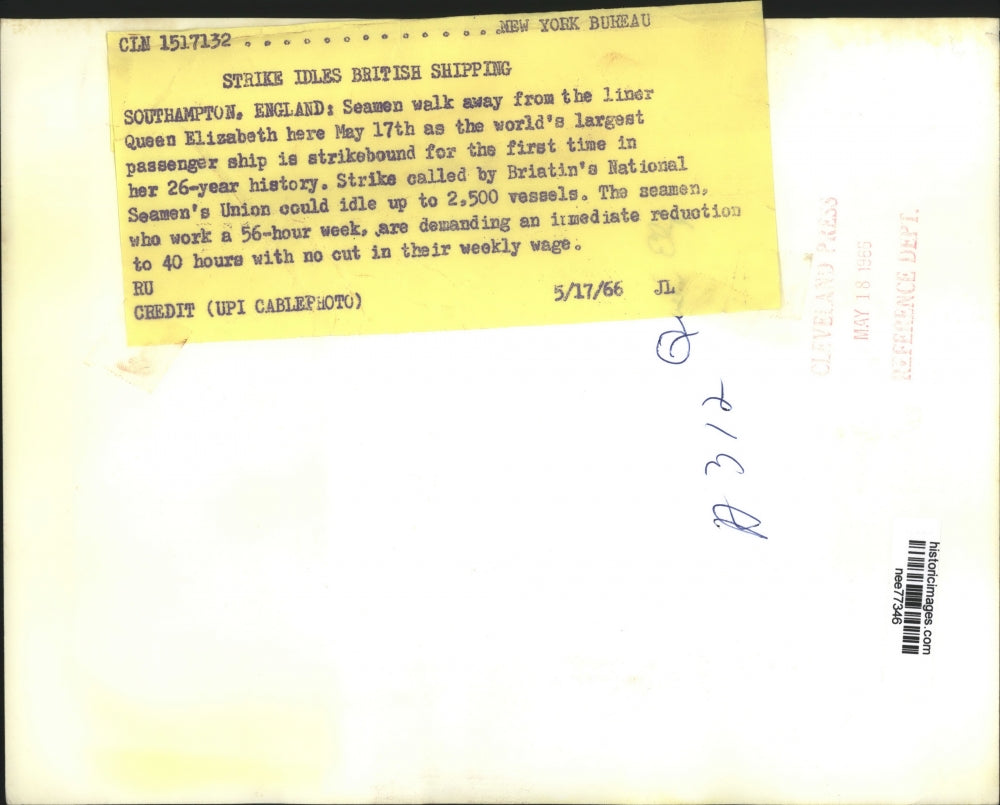 CLN 1517132 . . . . . . . . . . . . . . NEW YORK BUREAU
STRIKE IDLES BRITISH SHIPPING
SOUTHAMPTON, ENGLAND: Seamen walk away from the liner
Queen Elizabeth here May 17th as the world's largest
passenger ship is strikebound for the first time in
her 26-year history. Strike called by Briatin's National
Seamen's Union could idle up to 2,500 vessels. The seamen,
who work a 56-hour week, are demanding an immediate reduction
to 40 hours with no cut in their weekly wage.
RU
5/17/66 JL
CREDIT (UPI CABLEPHOTO)
CLEVELAND PRESS
MAY 18 1966
REFERENCE DEPT.
A 312
historicimages.com
nee77346